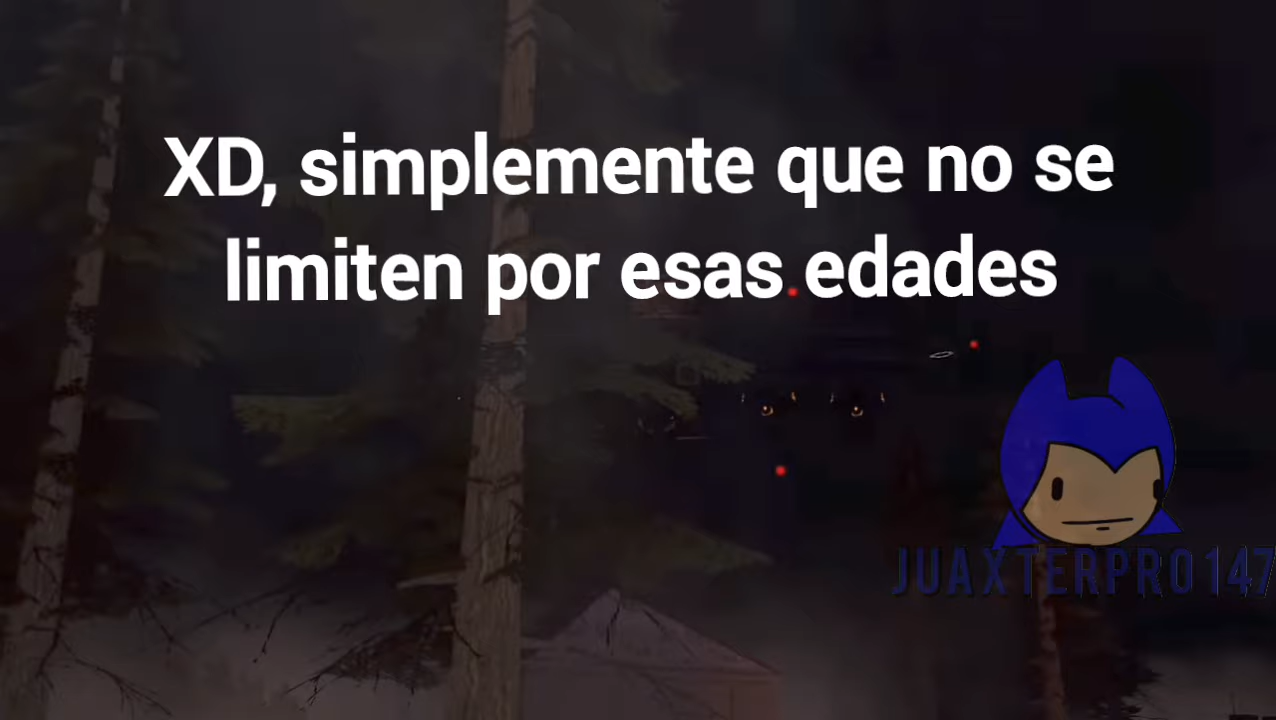 XD, simplemente que no se
limiten por esas edades
JUAXTERPRO147